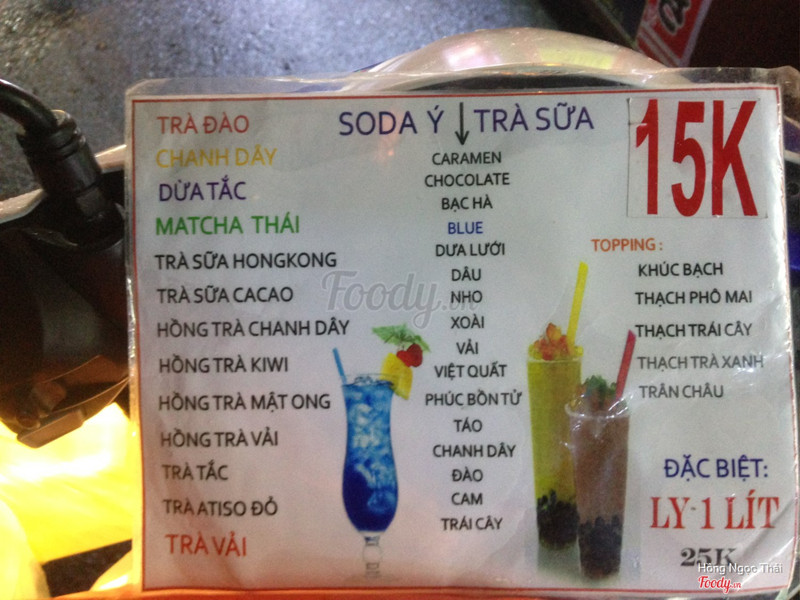 TRÀ ĐÀO
CHANH DÂY
DỪA TẮC
MATCHA THÁI
TRÀ SỮA HONGKONG
TRÀ SỮA CACAO
HỒNG TRÀ CHANH DÂY
HỒNG TRÀ KIWI
HỒNG TRÀ MẬT ONG
HỒNG TRÀ VẢI
TRÀ TẮC
TRÀ ATISO ĐỎ
TRÀ VẢI
SODA Ý ↓ TRÀ SỮA
CARAMEN
CHOCOLATE
BẠC HÀ
BLUE
DƯA LƯỚI
DÂU
NHO
XOÀI
VẢI
VIỆT QUẤT
PHÚC BỒN TỬ
TÁO
CHANH DÂY
ĐÀO
CAM
TRÁI CÂY
15K
TOPPING :
KHÚC BẠCH
THẠCH PHÔ MAI
THẠCH TRÁI CÂY
THẠCH TRÀ XANH
TRÂN CHÂU
ĐẶC BIỆT:
LY-1 LÍT
25K
Foody.vn
Hồng Ngọc Thái
Foody.vn